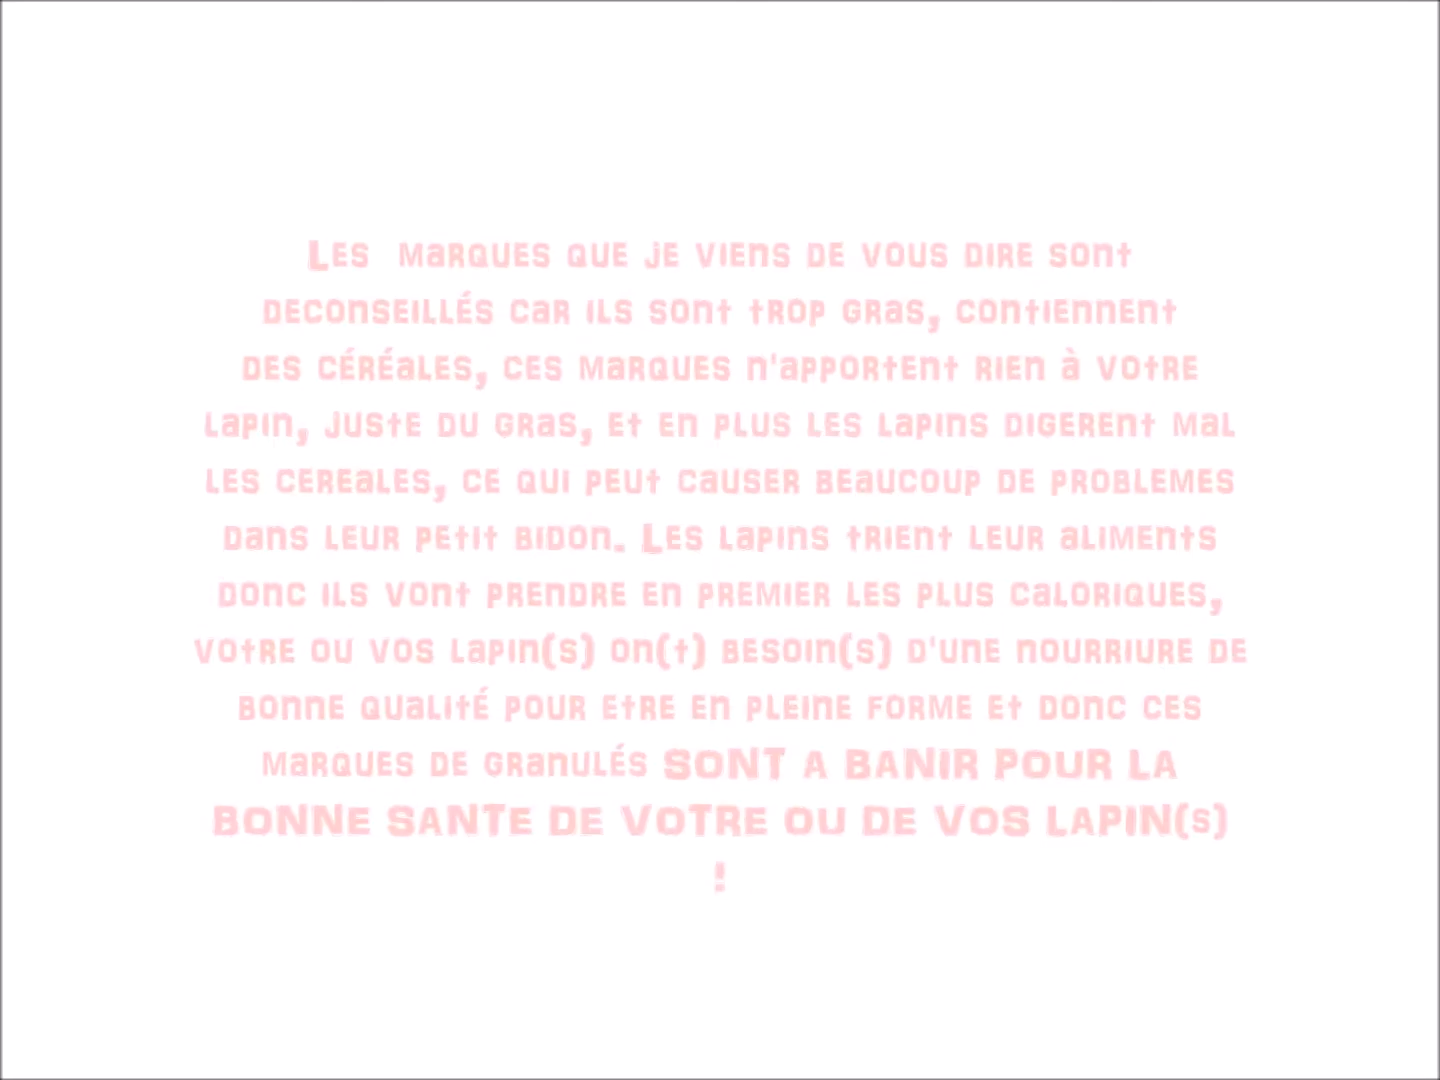 Les marques que je viens de vous dire sont
deconseillés car ils sont trop gras, contiennent
des céréales, ces marques n'apportent rien à votre
lapin, juste du gras, et en plus les lapins digerent mal
les cereales, ce qui peut causer beaucoup de problemes
dans leur petit bidon. Les lapins trient leur aliments
donc ils vont prendre en premier les plus caloriques,
votre ou vos lapin(s) on(t) besoin(s) d'une nourriure de
bonne qualité pour etre en pleine forme et donc ces
marques de granulés SONT A BANIR POUR LA
BONNE SANTE DE VOTRE OU DE VOS LAPIN(s)
!